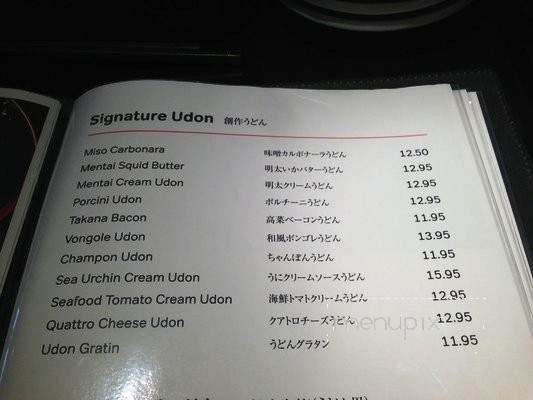 Signature Udon 創作うどん
Miso Carbonara 味噌カルボナーラうどん 12.50
Mentai Squid Butter 明太いかバターうどん 12.95
Mentai Cream Udon 明太クリームうどん 12.95
Porcini Udon ポルチーニうどん 12.95
Takana Bacon 高菜ベーコンうどん 11.95
Vongole Udon 和風ボンゴレうどん 13.95
Champon Udon ちゃんぽんうどん 11.95
Sea Urchin Cream Udon うにクリームソースうどん 15.95
Seafood Tomato Cream Udon 海鮮トマトクリームうどん 12.95
Quattro Cheese Udon クアトロチーズうどん 12.95
menupix
Udon Gratin うどんグラタン 11.95